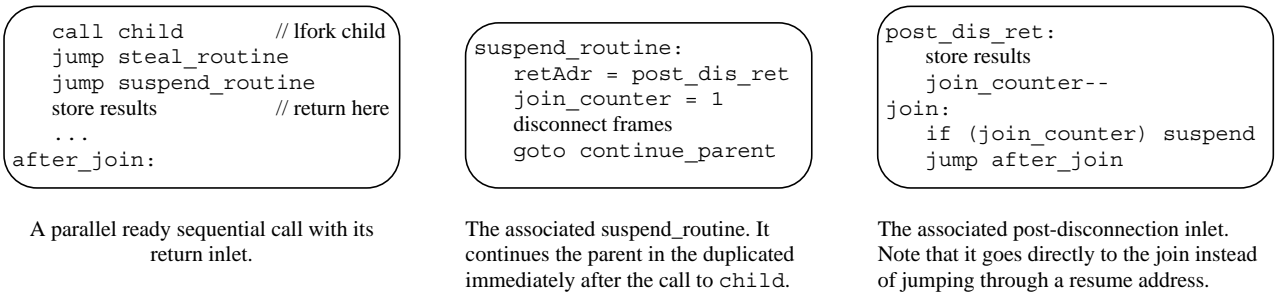 call child // lfork child
jump steal_routine
jump suspend_routine
store results // return here
...
after_join:
A parallel ready sequential call with its
return inlet.
suspend_routine:
retAdr = post_dis_ret
join_counter = 1
disconnect frames
goto continue_parent
The associated suspend_routine. It
continues the parent in the duplicated
immediately after the call to child.
post_dis_ret:
store results
join_counter--
join:
if (join_counter) suspend
jump after_join
The associated post-disconnection inlet.
Note that it goes directly to the join instead
of jumping through a resume address.